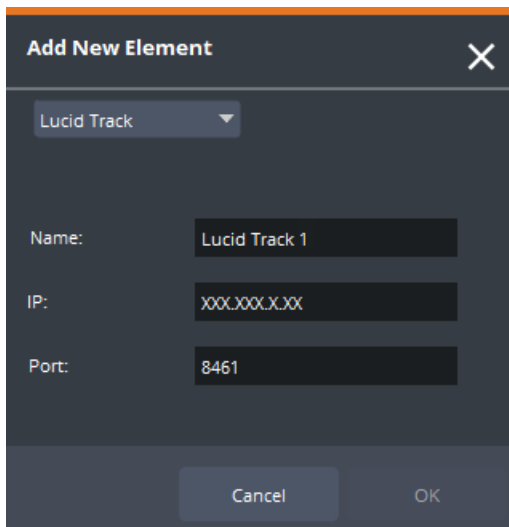 Add New Element
Lucid Track
Name: Lucid Track 1
IP: XXX.XXX.X.XX
Port: 8461
Cancel OK